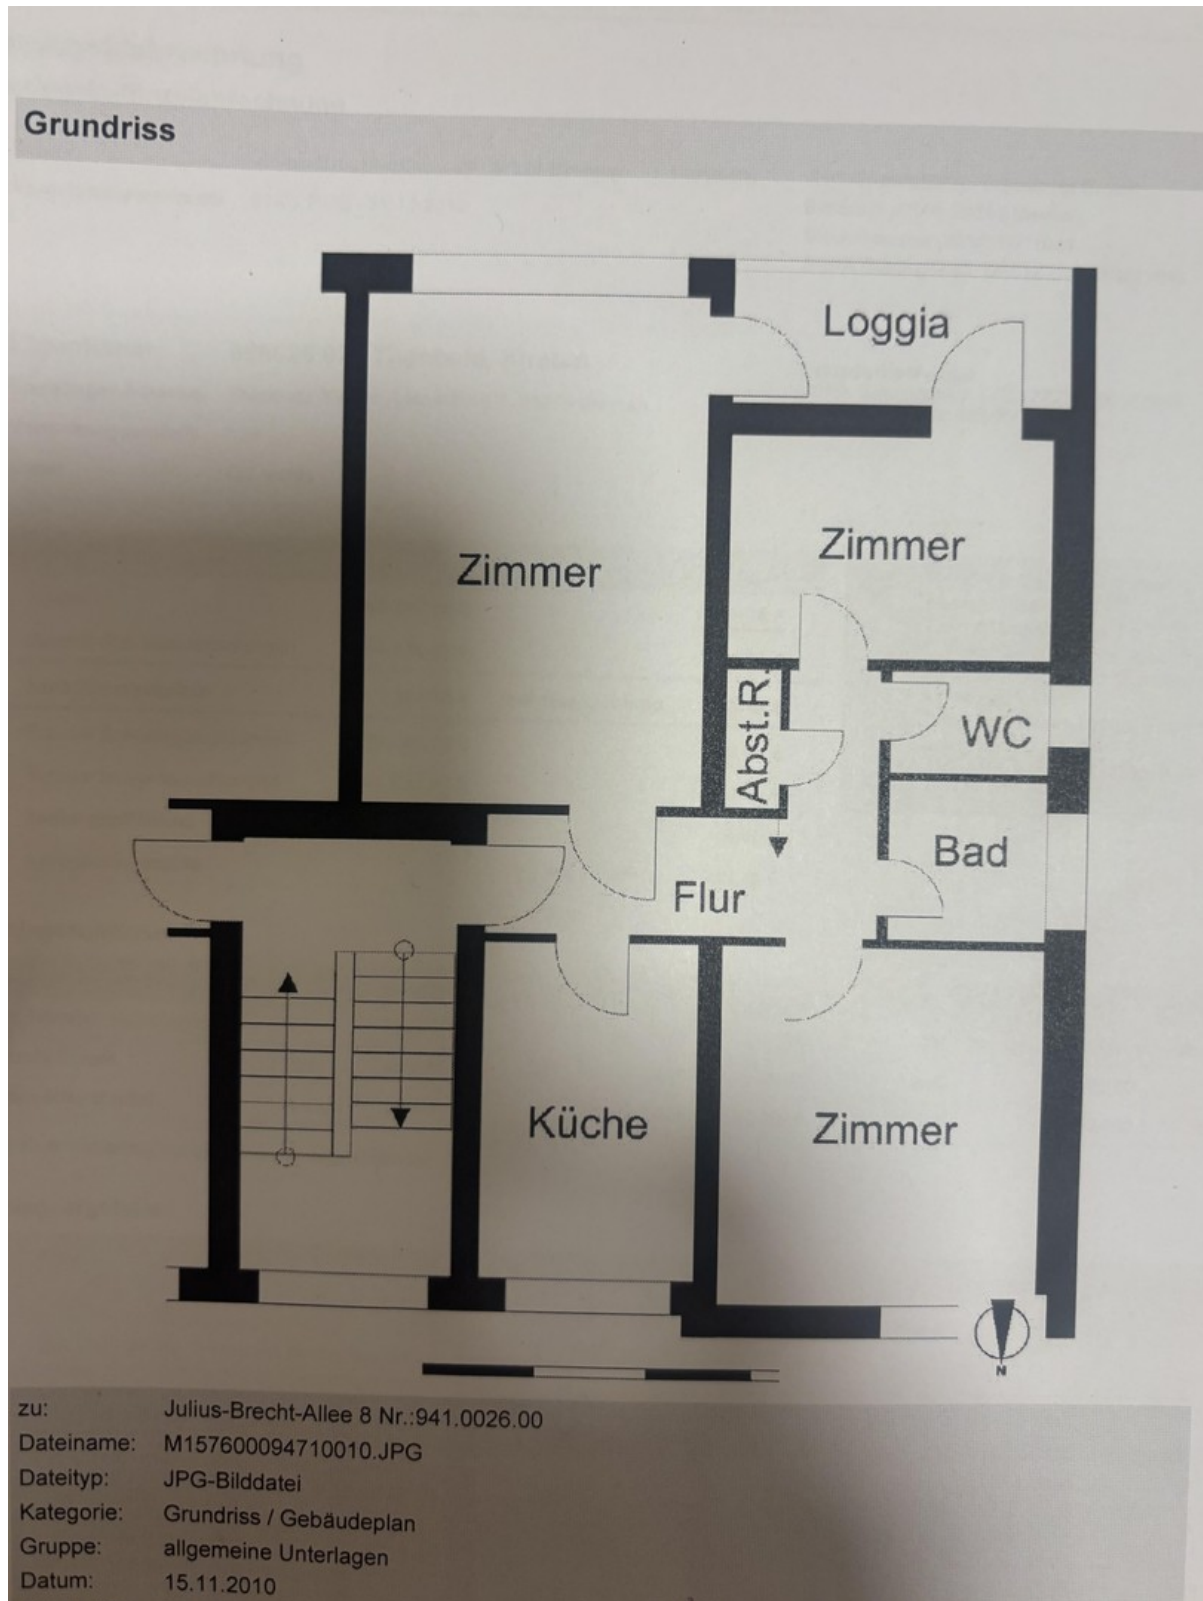 Grundriss
Loggia
Zimmer
Zimmer
Abst.R.
WC
Bad
Flur
Küche
Zimmer
N
zu: Julius-Brecht-Allee 8 Nr.:941.0026.00
Dateiname: M157600094710010.JPG
Dateityp: JPG-Bilddatei
Kategorie: Grundriss / Gebäudeplan
Gruppe: allgemeine Unterlagen
Datum: 15.11.2010